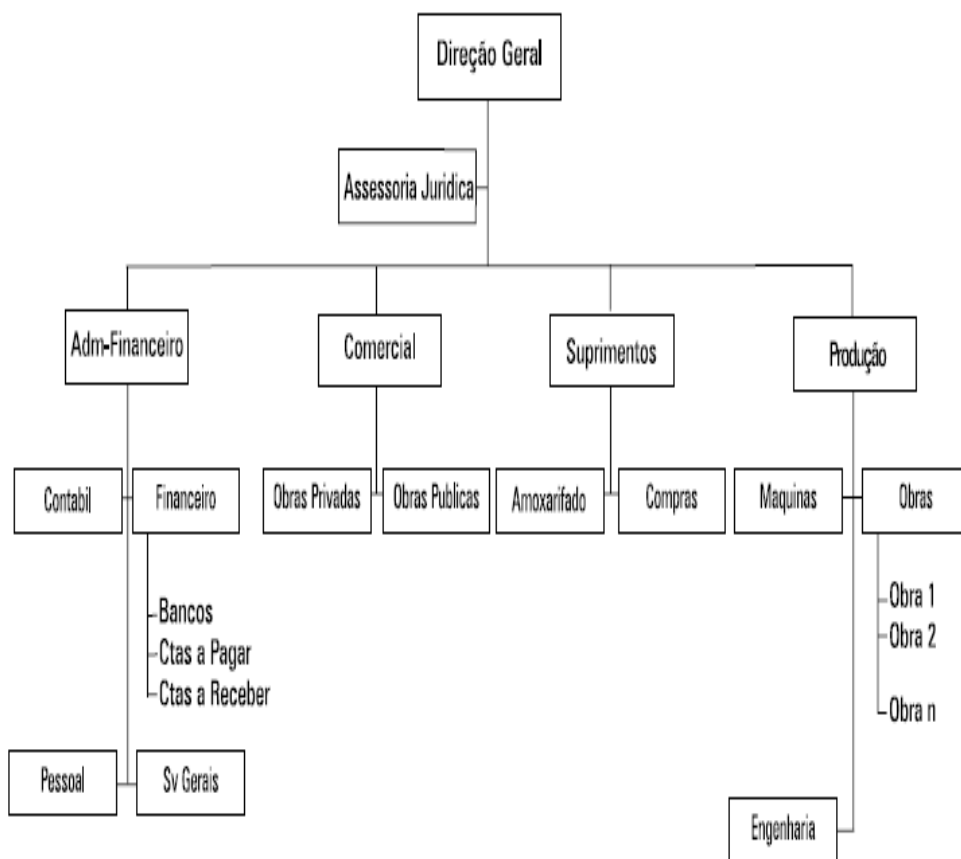 Direção Geral
Assessoria Juridica
Adm-Financeiro
Comercial
Suprimentos
Produção
Contabil
Financeiro
Obras Privadas
Obras Publicas
Amoxarifado
Compras
Maquinas
Obras
Bancos
Ctas a Pagar
Ctas a Receber
Obra 1
Obra 2
Obra n
Pessoal
Sv Gerais
Engenharia